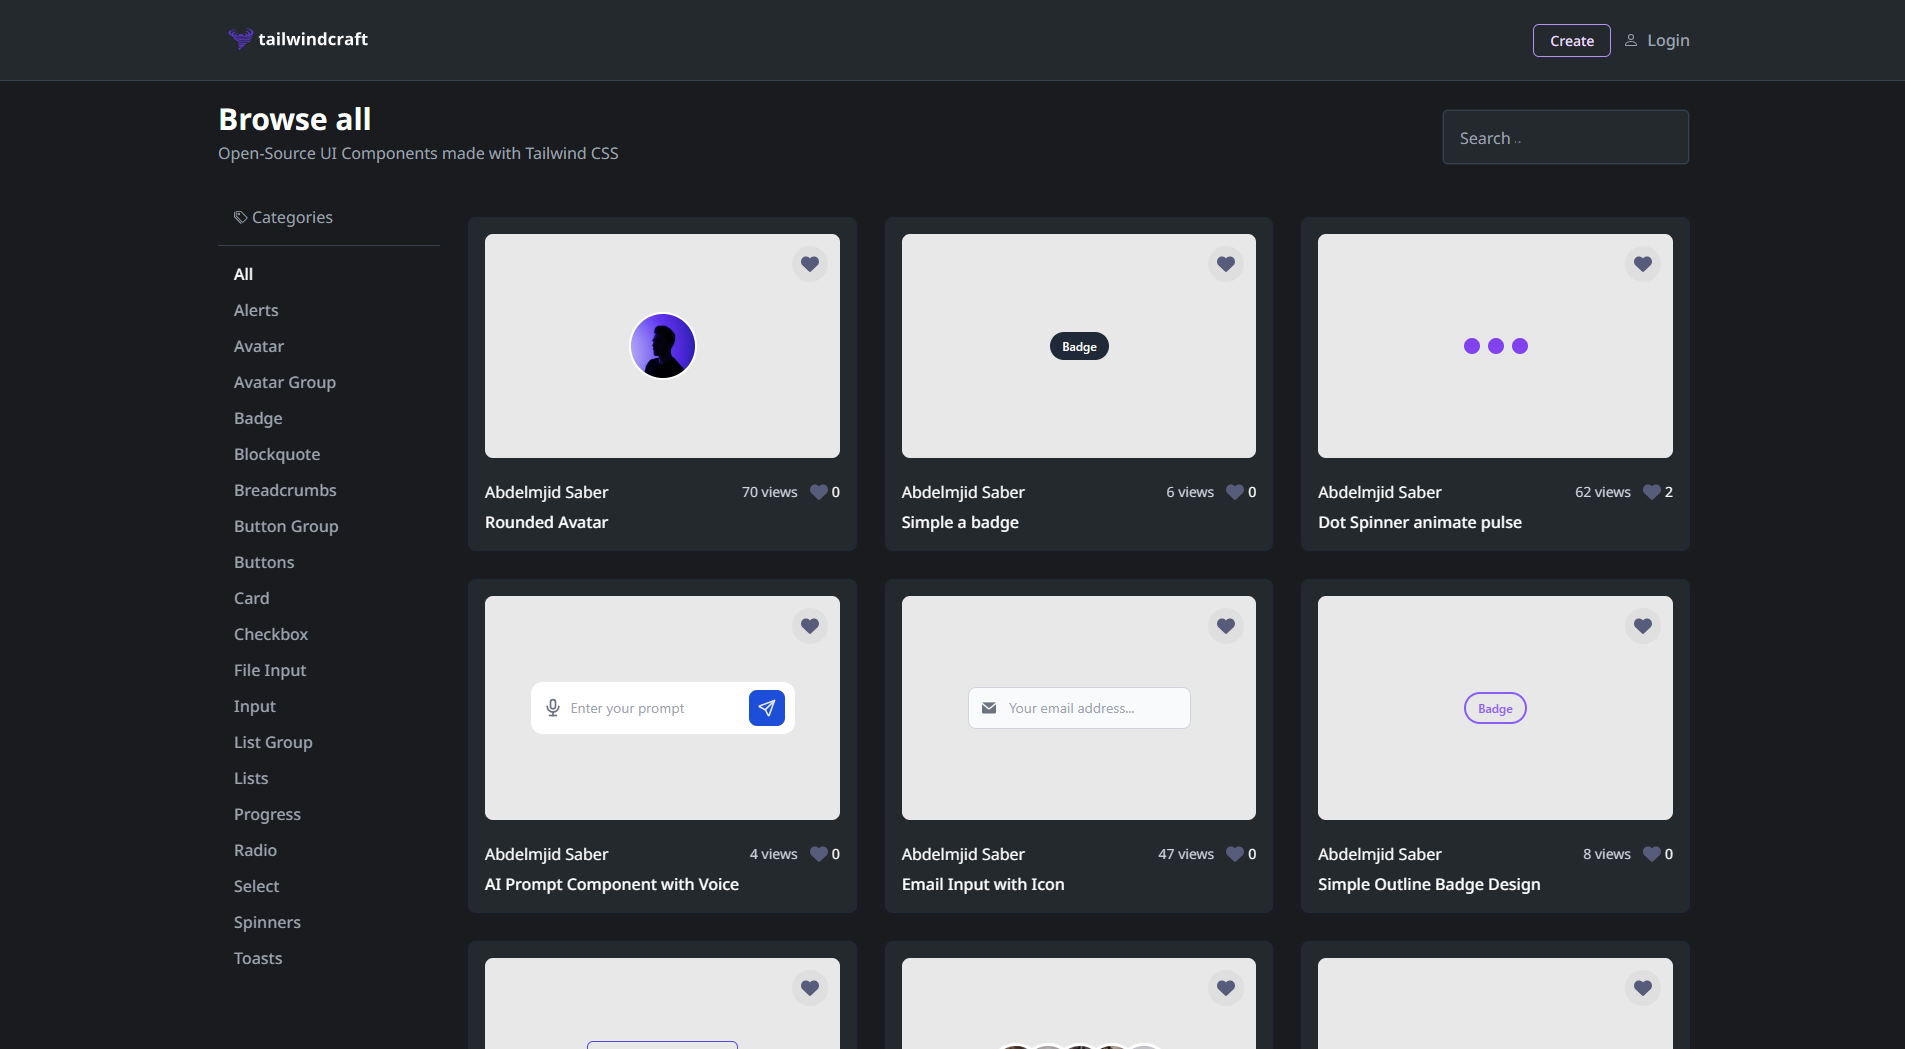 tailwindcraft
Create
Login
Browse all
Open-Source UI Components made with Tailwind CSS
Search ..
Categories
All
Alerts
Avatar
Avatar Group
Badge
Blockquote
Breadcrumbs
Button Group
Buttons
Card
Checkbox
File Input
Input
List Group
Lists
Progress
Radio
Select
Spinners
Toasts
Abdelmjid Saber 70 views 0
Rounded Avatar
Badge
Abdelmjid Saber 6 views 0
Simple a badge
Abdelmjid Saber 62 views 2
Dot Spinner animate pulse
Enter your prompt
Abdelmjid Saber 4 views 0
AI Prompt Component with Voice
Your email address...
Abdelmjid Saber 47 views 0
Email Input with Icon
Badge
Abdelmjid Saber 8 views 0
Simple Outline Badge Design